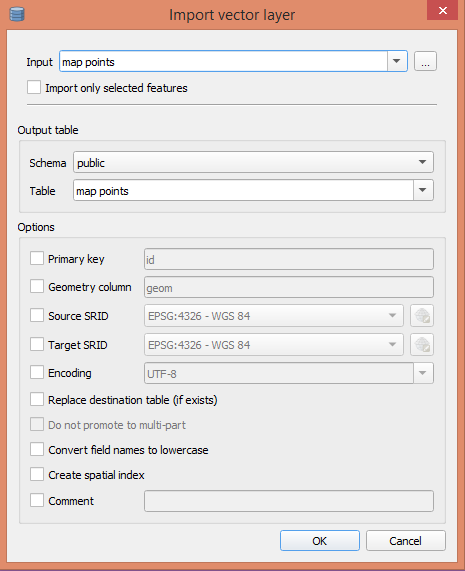 Import vector layer
Input map points ...
Import only selected features
Output table
Schema public
Table map points
Options
Primary key id
Geometry column geom
Source SRID EPSG:4326 - WGS 84
Target SRID EPSG:4326 - WGS 84
Encoding UTF-8
Replace destination table (if exists)
Do not promote to multi-part
Convert field names to lowercase
Create spatial index
Comment
OK Cancel